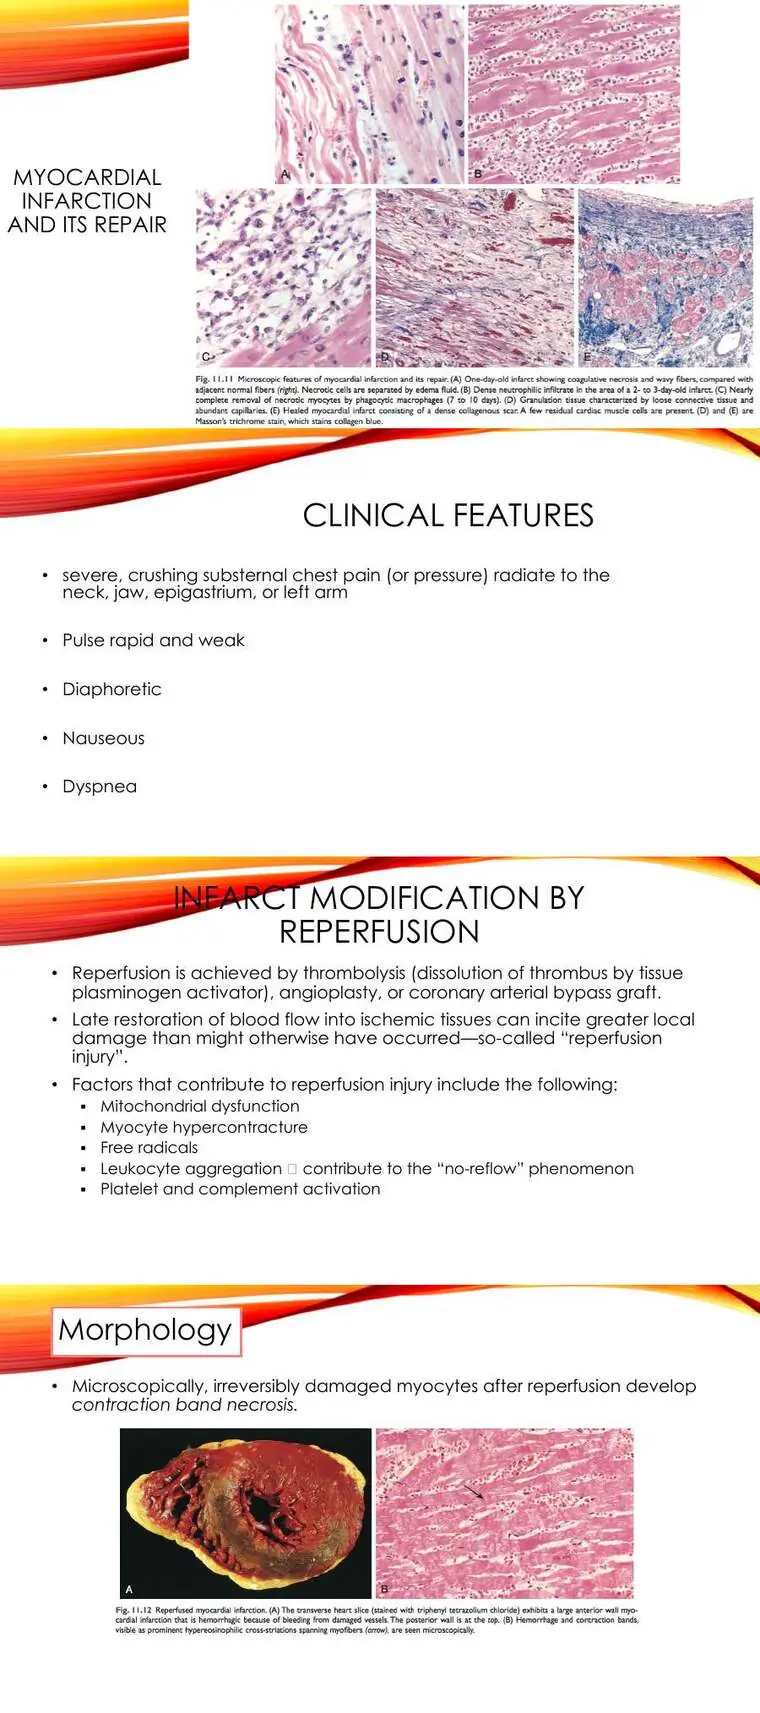 A
B
MYOCARDIAL
INFARCTION
AND ITS REPAIR
C
D
E
Fig. 11.11 Microscopic features of myocardial infarction and its repair. (A) One-day-old infarct showing coagulative necrosis and wavy fibers, compared with
adjacent normal fibers (right). Necrotic cells are separated by edema fluid. (B) Dense neutrophilic infiltrate in the area of a 2- to 3-day-old infarct. (C) Nearly
complete removal of necrotic myocytes by phagocytic macrophages (7 to 10 days). (D) Granulation tissue characterized by loose connective tissue and
abundant capillaries. (E) Healed myocardial infarct consisting of a dense collagenous scar. A few residual cardiac muscle cells are present. (D) and (E) are
Masson's trichrome stain, which stains collagen blue.
CLINICAL FEATURES
• severe, crushing substernal chest pain (or pressure) radiate to the
neck, jaw, epigastrium, or left arm
• Pulse rapid and weak
• Diaphoretic
• Nauseous
• Dyspnea
INFARCT MODIFICATION BY
REPERFUSION
• Reperfusion is achieved by thrombolysis (dissolution of thrombus by tissue
plasminogen activator), angioplasty, or coronary arterial bypass graft.
• Late restoration of blood flow into ischemic tissues can incite greater local
damage than might otherwise have occurred—so-called “reperfusion
injury”.
• Factors that contribute to reperfusion injury include the following:
▪ Mitochondrial dysfunction
▪ Myocyte hypercontracture
▪ Free radicals
▪ Leukocyte aggregation □ contribute to the “no-reflow” phenomenon
▪ Platelet and complement activation
Morphology
• Microscopically, irreversibly damaged myocytes after reperfusion develop
contraction band necrosis.
A
B
Fig. 11.12 Reperfused myocardial infarction. (A) The transverse heart slice (stained with triphenyl tetrazolium chloride) exhibits a large anterior wall myo-
cardial infarction that is hemorrhagic because of bleeding from damaged vessels. The posterior wall is at the top. (B) Hemorrhage and contraction bands,
visible as prominent hypereosinophilic cross-striations spanning myofibers (arrow), are seen microscopically.